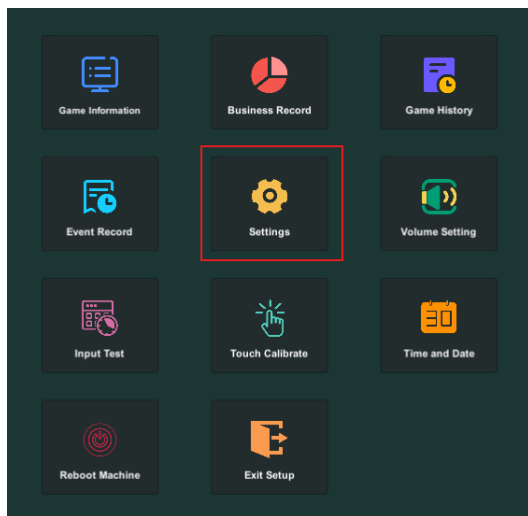 Game Information
Business Record
Game History
Event Record
Settings
Volume Setting
30
Input Test
Touch Calibrate
Time and Date
Reboot Machine
Exit Setup